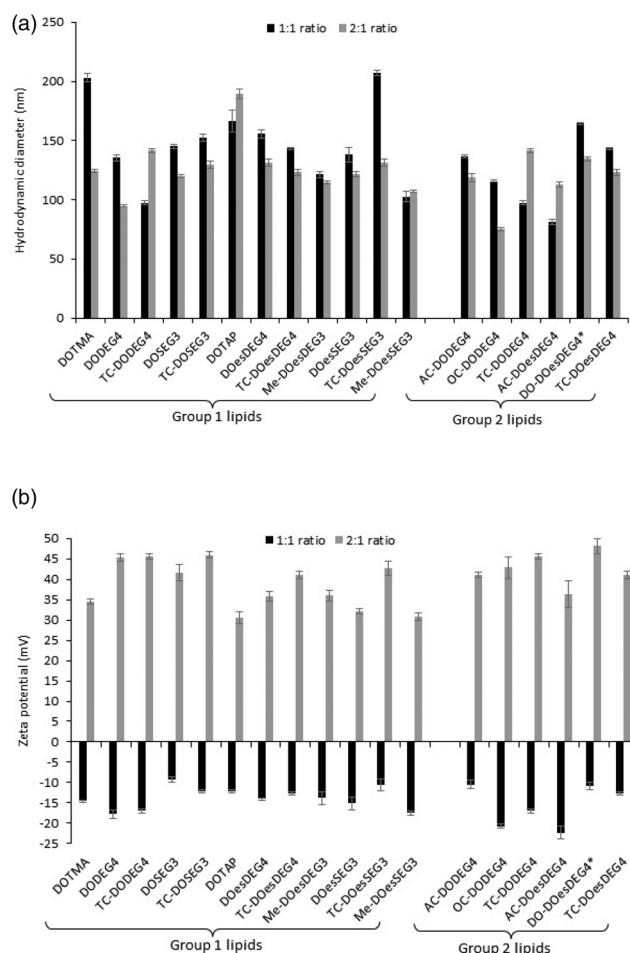 (a)
1:1 ratio 2:1 ratio
Hydrodynamic diameter (nm)
250
200
150
100
50
0
DOTMA
DODEG4
TC-DODEG4
DOSEG3
TC-DOSEG3
DOTAP
DOesDEG4
TC-DOesDEG4
Me-DOesDEG3
DOesSEG3
TC-DOesSEG3
Me-DOesSEG3
AC-DODEG4
OC-DODEG4
TC-DODEG4
AC-DOesDEG4
DO-DOesDEG4*
TC-DOesDEG4
Group 1 lipids
Group 2 lipids
(b)
1:1 ratio 2:1 ratio
Zeta potential (mV)
50
45
40
35
30
25
20
15
10
5
0
-5
-10
-15
-20
-25
DOTMA
DODEG4
TC-DODEG4
DOSEG3
TC-DOSEG3
DOTAP
DOesDEG4
TC-DOesDEG4
Me-DOesDEG3
DOesSEG3
TC-DOesSEG3
Me-DOesSEG3
AC-DODEG4
OC-DODEG4
TC-DODEG4
AC-DOesDEG4
DO-DOesDEG4*
TC-DOesDEG4
Group 1 lipids
Group 2 lipids